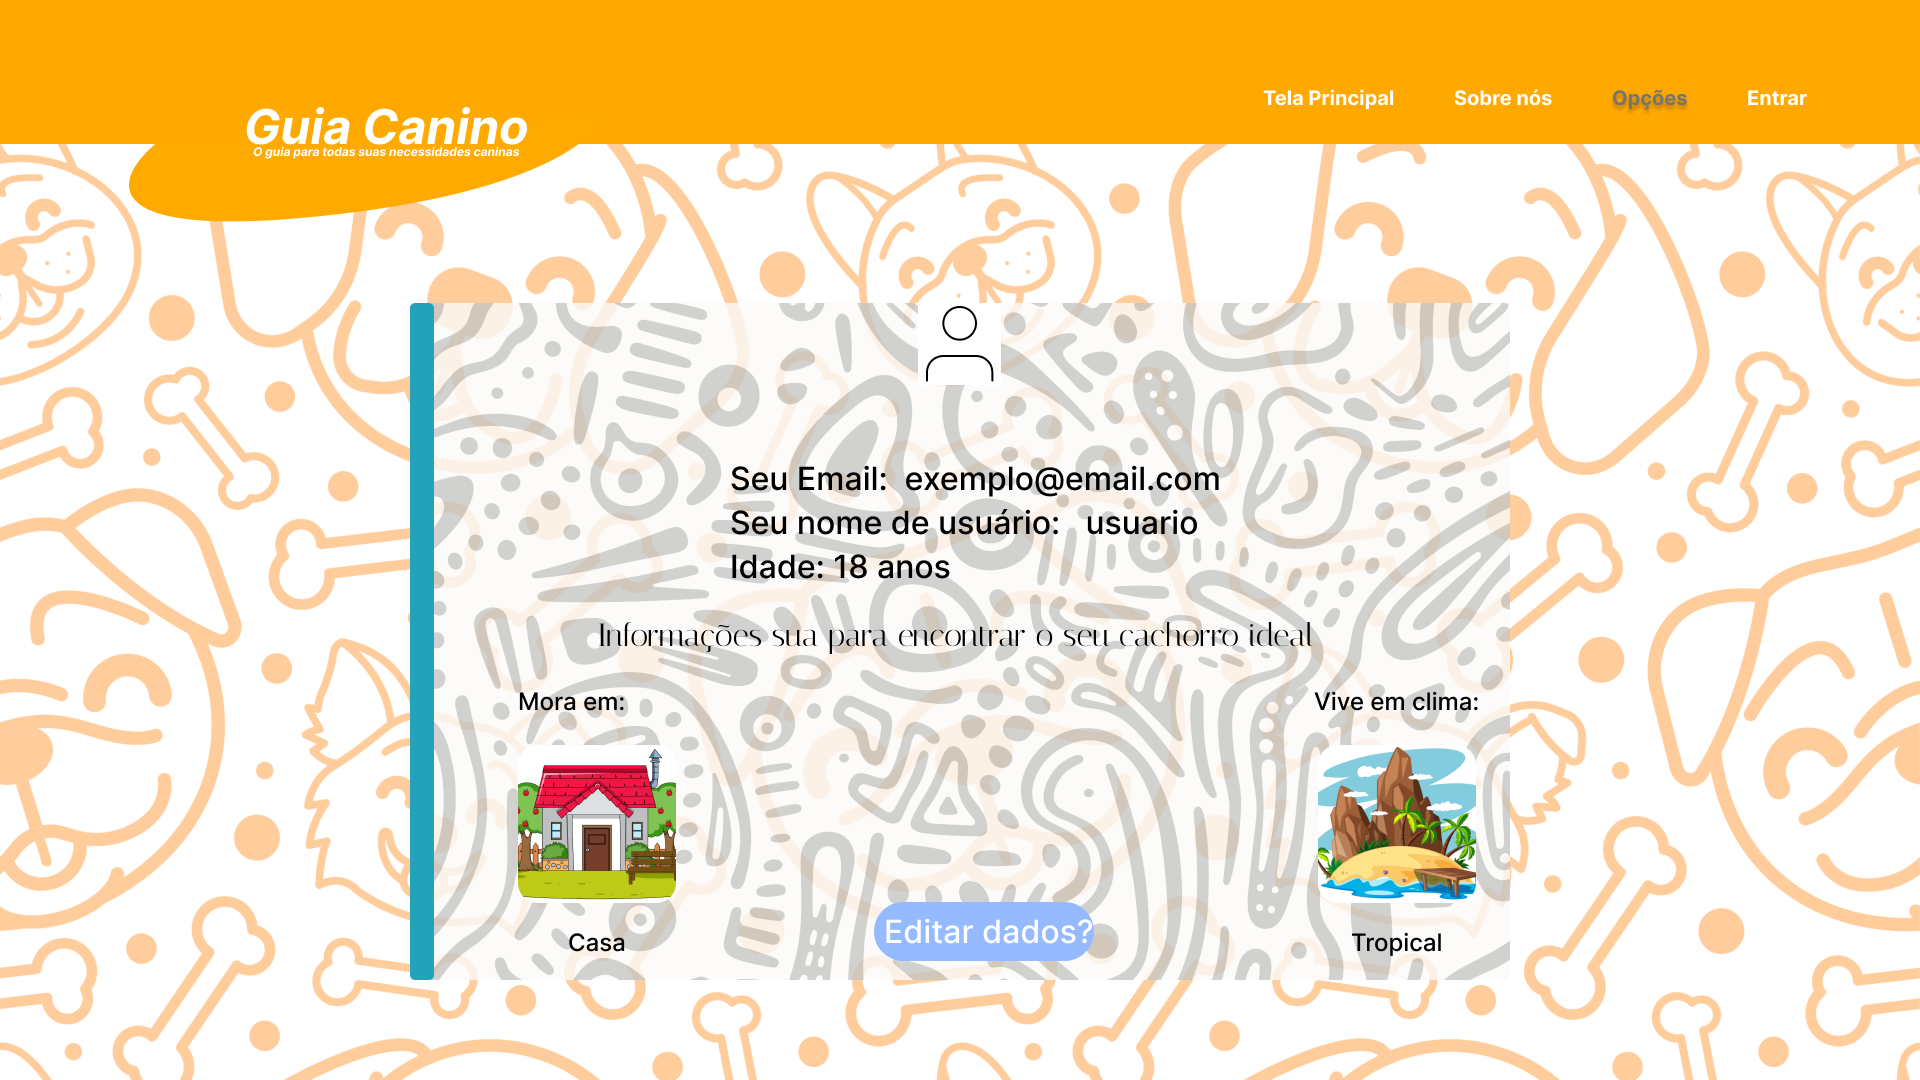 Tela Principal
Sobre nós
Opções
Entrar
Guia Canino
O guia para todas suas necessidades caninas
Seu Email: exemplo@email.com
Seu nome de usuário: usuario
Idade: 18 anos
Informações sua para encontrar o seu cachorro ideal
Mora em:
Vive em clima:
Casa
Tropical
Editar dados?